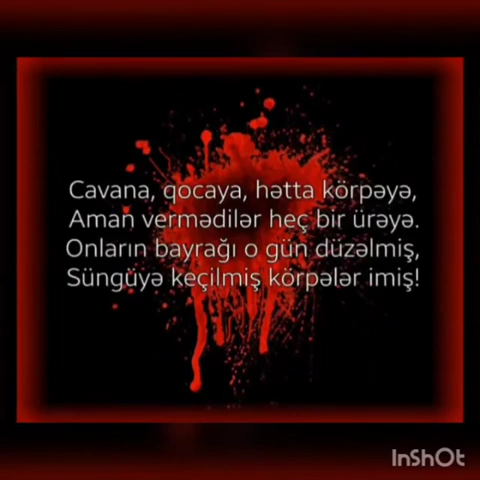 Cavana, qocaya, hətta körpəyə,
Aman vermədilər heç bir ürəyə.
Onların bayrağı o gün düzəlmiş,
Süngüyə keçilmiş körpələr imiş!
InShOt